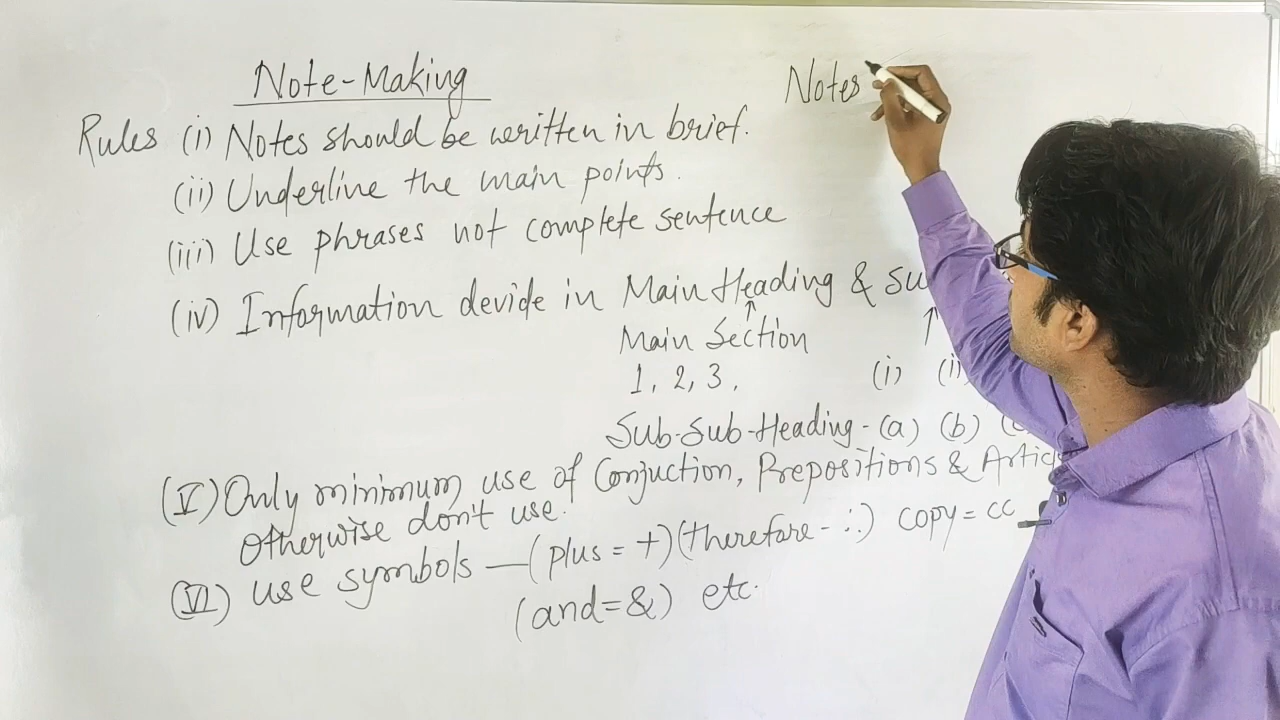 Note-Making
Notes
Rules (i) Notes should be written in brief.
(ii) Underline the main points.
(iii) Use phrases not complete sentence
(iv) Information devide in Main Heading & Su
↑ ↑
Main Section
1, 2, 3, (i) (ii)
Sub-Sub-Heading - (a) (b) (c
(V) Only minimum use of Conjuction, Prepositions & Artic
Otherwise don't use.
(VI) use symbols — (plus = +) (therefore - ∴) copy = cc
(and = &) etc.